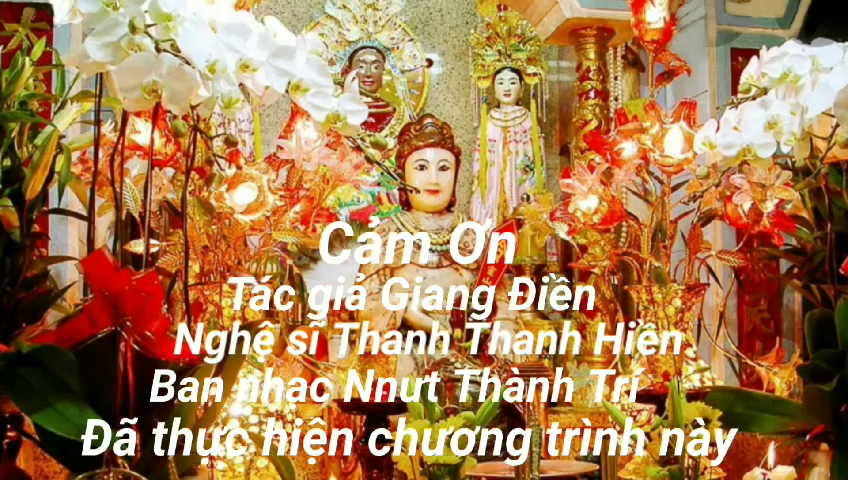 Cảm Ơn
Tác giả Giang Điền
Nghệ sĩ Thanh Thanh Hiền
Ban nhạc Nnưt Thành Trí
Đã thực hiện chương trình này